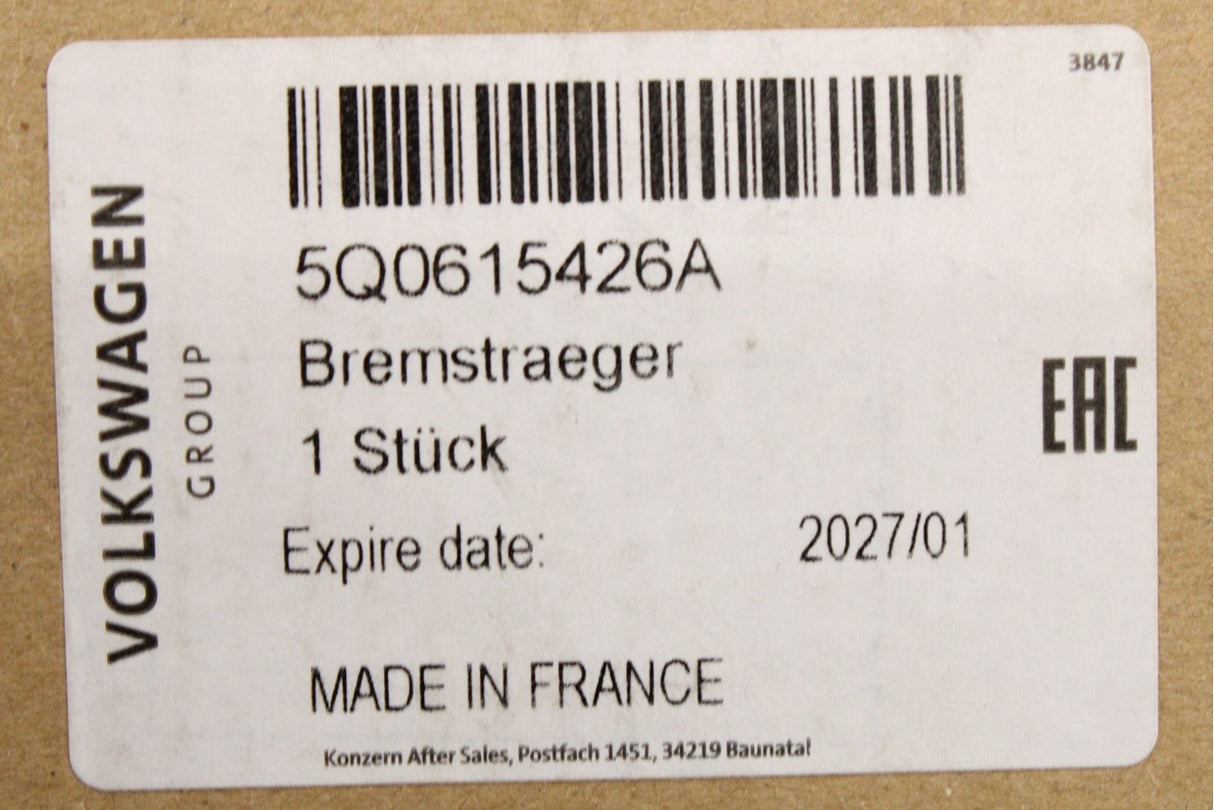 3847
VOLKSWAGEN
GROUP
5Q0615426A
Bremstraeger
1 Stück
EAC
Expire date: 2027/01
MADE IN FRANCE
Konzern After Sales, Postfach 1451, 34219 Baunatal